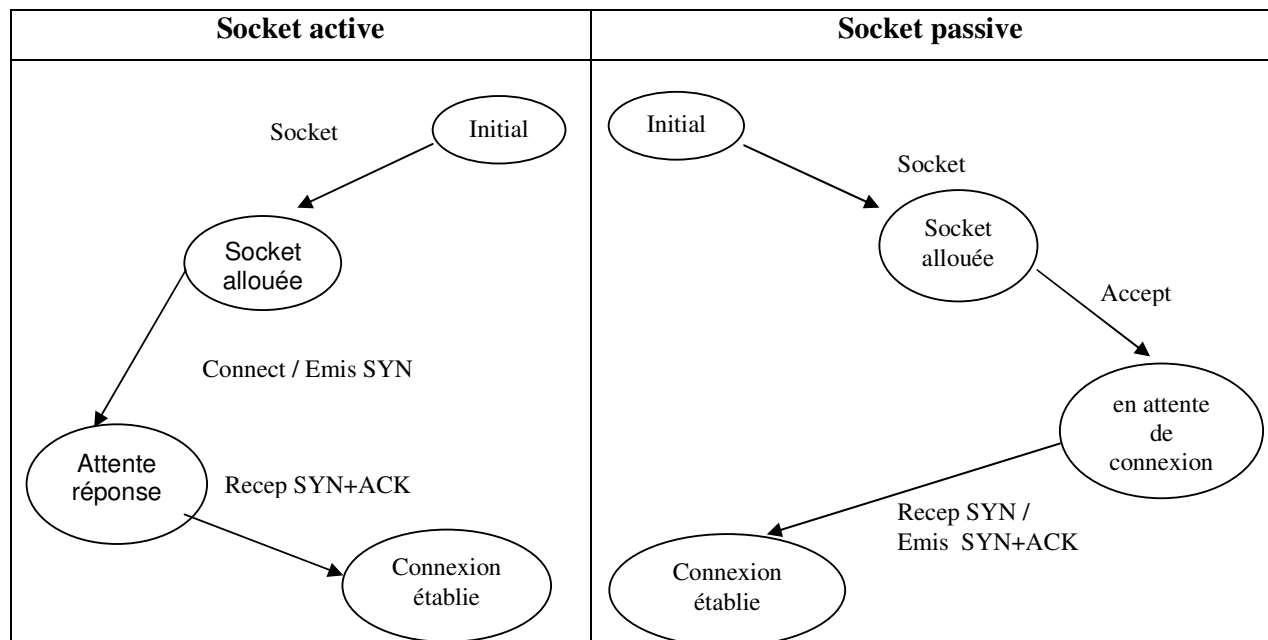 Socket active
Socket passive
Socket
Initial
Socket
allouée
Connect / Emis SYN
Attente
réponse
Recep SYN+ACK
Connexion
établie
Initial
Socket
Socket
allouée
Accept
en attente
de
connexion
Recep SYN /
Emis SYN+ACK
Connexion
établie